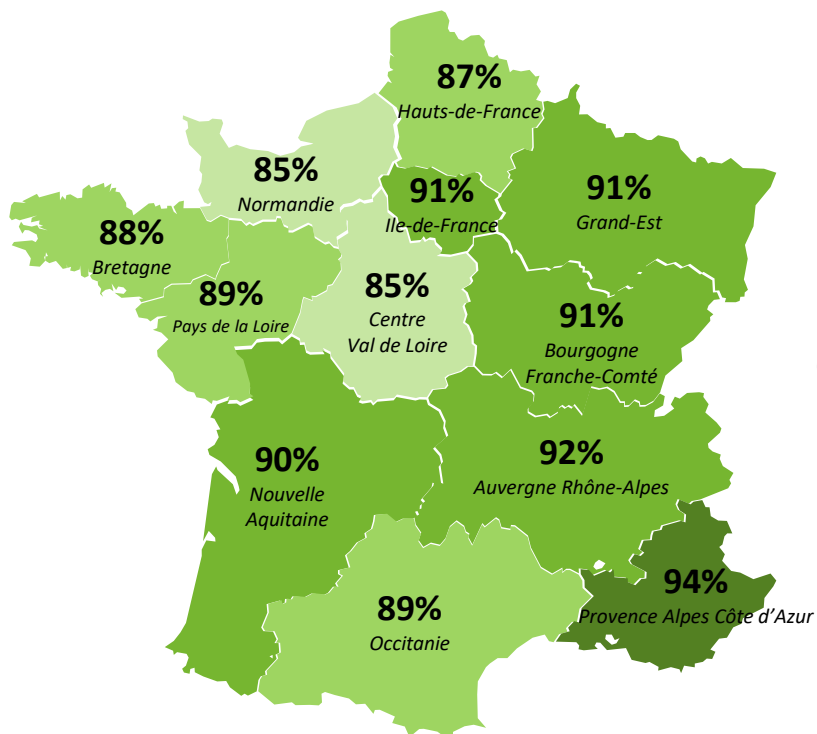 87%
Hauts-de-France
85%
Normandie
91%
Ile-de-France
91%
Grand-Est
88%
Bretagne
89%
Pays de la Loire
85%
Centre
Val de Loire
91%
Bourgogne
Franche-Comté
90%
Nouvelle
Aquitaine
92%
Auvergne Rhône-Alpes
94%
Provence Alpes Côte d’Azur
89%
Occitanie